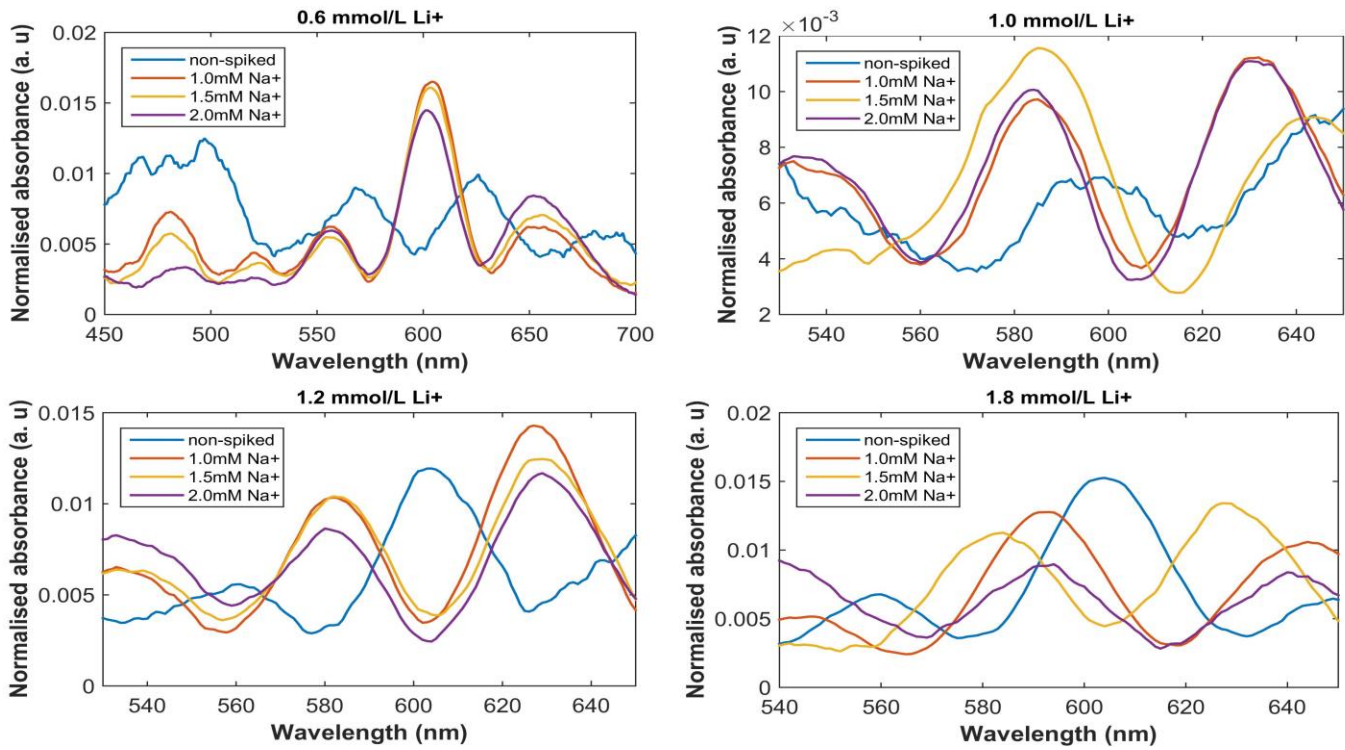 0.6 mmol/L Li+
Normalised absorbance (a. u)
0.02
0.015
0.01
0.005
0
non-spiked
1.0mM Na+
1.5mM Na+
2.0mM Na+
450 500 550 600 650 700
Wavelength (nm)
×10⁻³ 1.0 mmol/L Li+
Normalised absorbance (a. u)
12
10
8
6
4
2
non-spiked
1.0mM Na+
1.5mM Na+
2.0mM Na+
540 560 580 600 620 640
Wavelength (nm)
1.2 mmol/L Li+
Normalised absorbance (a. u)
0.015
0.01
0.005
0
non-spiked
1.0mM Na+
1.5mM Na+
2.0mM Na+
540 560 580 600 620 640
Wavelength (nm)
1.8 mmol/L Li+
Normalised absorbance (a. u)
0.02
0.015
0.01
0.005
0
non-spiked
1.0mM Na+
1.5mM Na+
2.0mM Na+
540 560 580 600 620 640
Wavelength (nm)